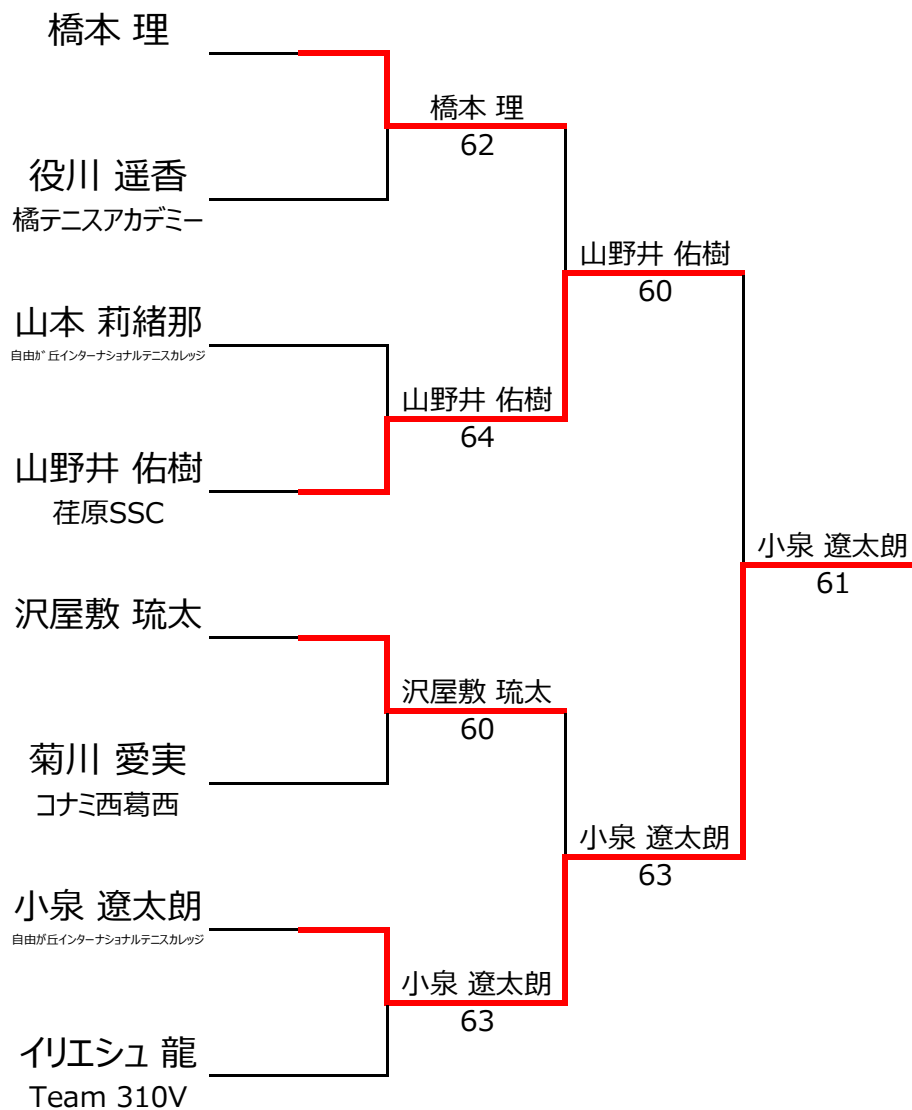 橋本 理
橋本 理
62
役川 遥香
橘テニスアカデミー
山野井 佑樹
60
山本 莉緒那
自由が丘インターナショナルテニスカレッジ
山野井 佑樹
64
山野井 佑樹
荏原SSC
小泉 遼太朗
61
沢屋敷 琉太
沢屋敷 琉太
60
菊川 愛実
コナミ西葛西
小泉 遼太朗
63
小泉 遼太朗
自由が丘インターナショナルテニスカレッジ
小泉 遼太朗
63
イリエシュ 龍
Team 310V